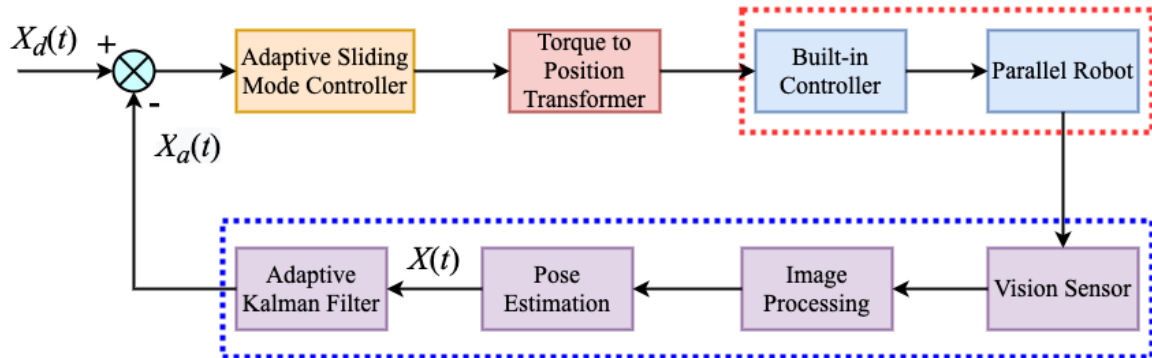 X_d(t)
+
-
Adaptive Sliding
Mode Controller
Torque to
Position
Transformer
Built-in
Controller
Parallel Robot
X_a(t)
Adaptive
Kalman Filter
X(t)
Pose
Estimation
Image
Processing
Vision Sensor